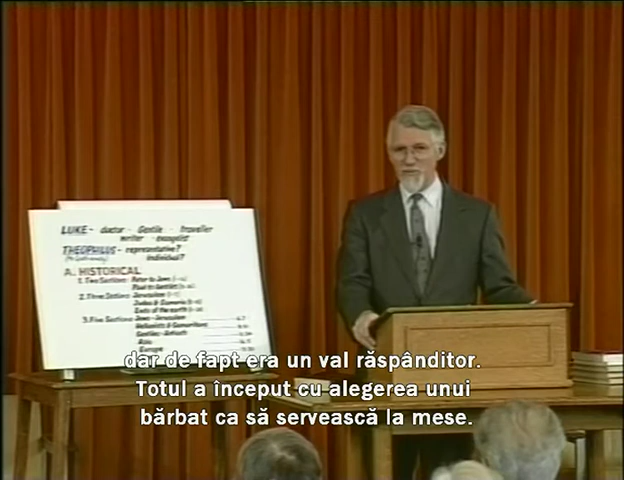 LUKE - doctor - Gentile - traveller
writer - evangelist
THEOPHILUS - representative?
individual?
A. HISTORICAL
1. Two Sections: Peter to Jews
Paul to Gentiles
2. Three Sections: Jerusalem
Judea & Samaria
Ends of the earth
3. Five Sections: Jews - Jerusalem
Hellenists & Samaritans
Gentiles - Antioch
Asia
Europe
dar de fapt era un val răspânditor.
Totul a început cu alegerea unui
bărbat ca să servească la mese.